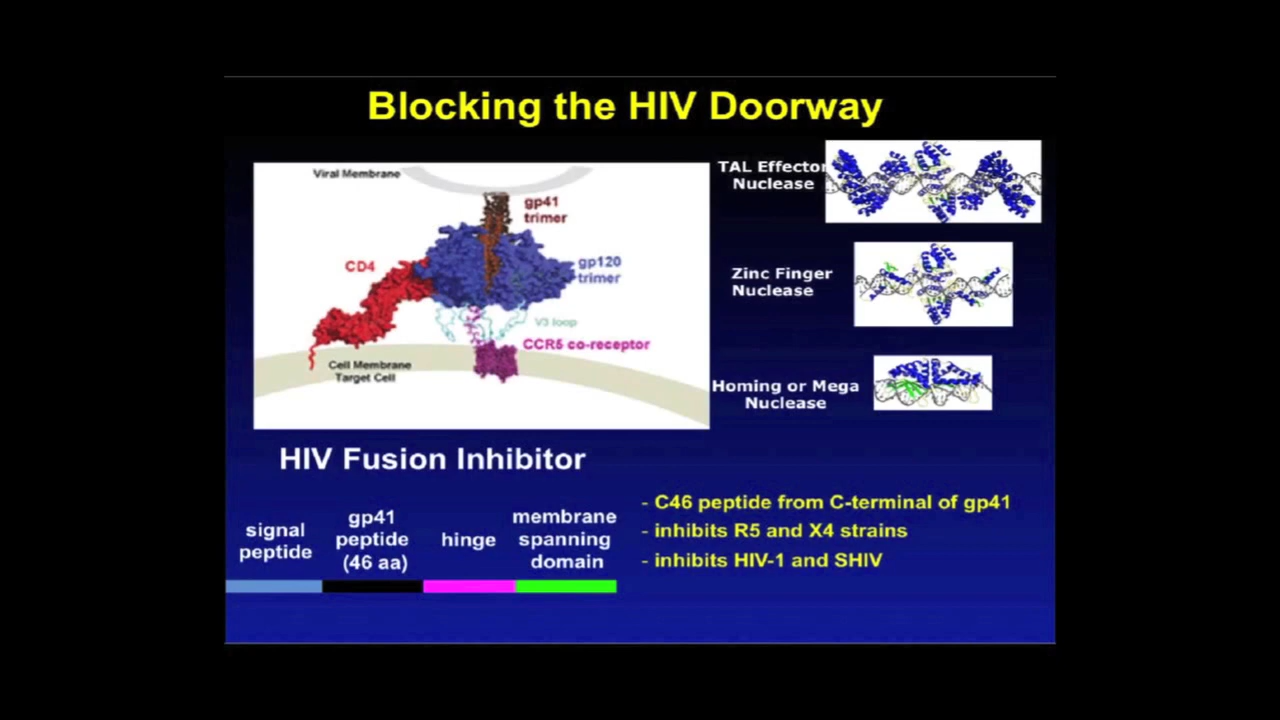 Blocking the HIV Doorway
Viral Membrane
gp41
trimer
CD4
gp120
trimer
V3 loop
CCR5 co-receptor
Cell Membrane
Target Cell
TAL Effector
Nuclease
Zinc Finger
Nuclease
Homing or Mega
Nuclease
HIV Fusion Inhibitor
signal
peptide
gp41
peptide
(46 aa)
hinge
membrane
spanning
domain
- C46 peptide from C-terminal of gp41
- inhibits R5 and X4 strains
- inhibits HIV-1 and SHIV